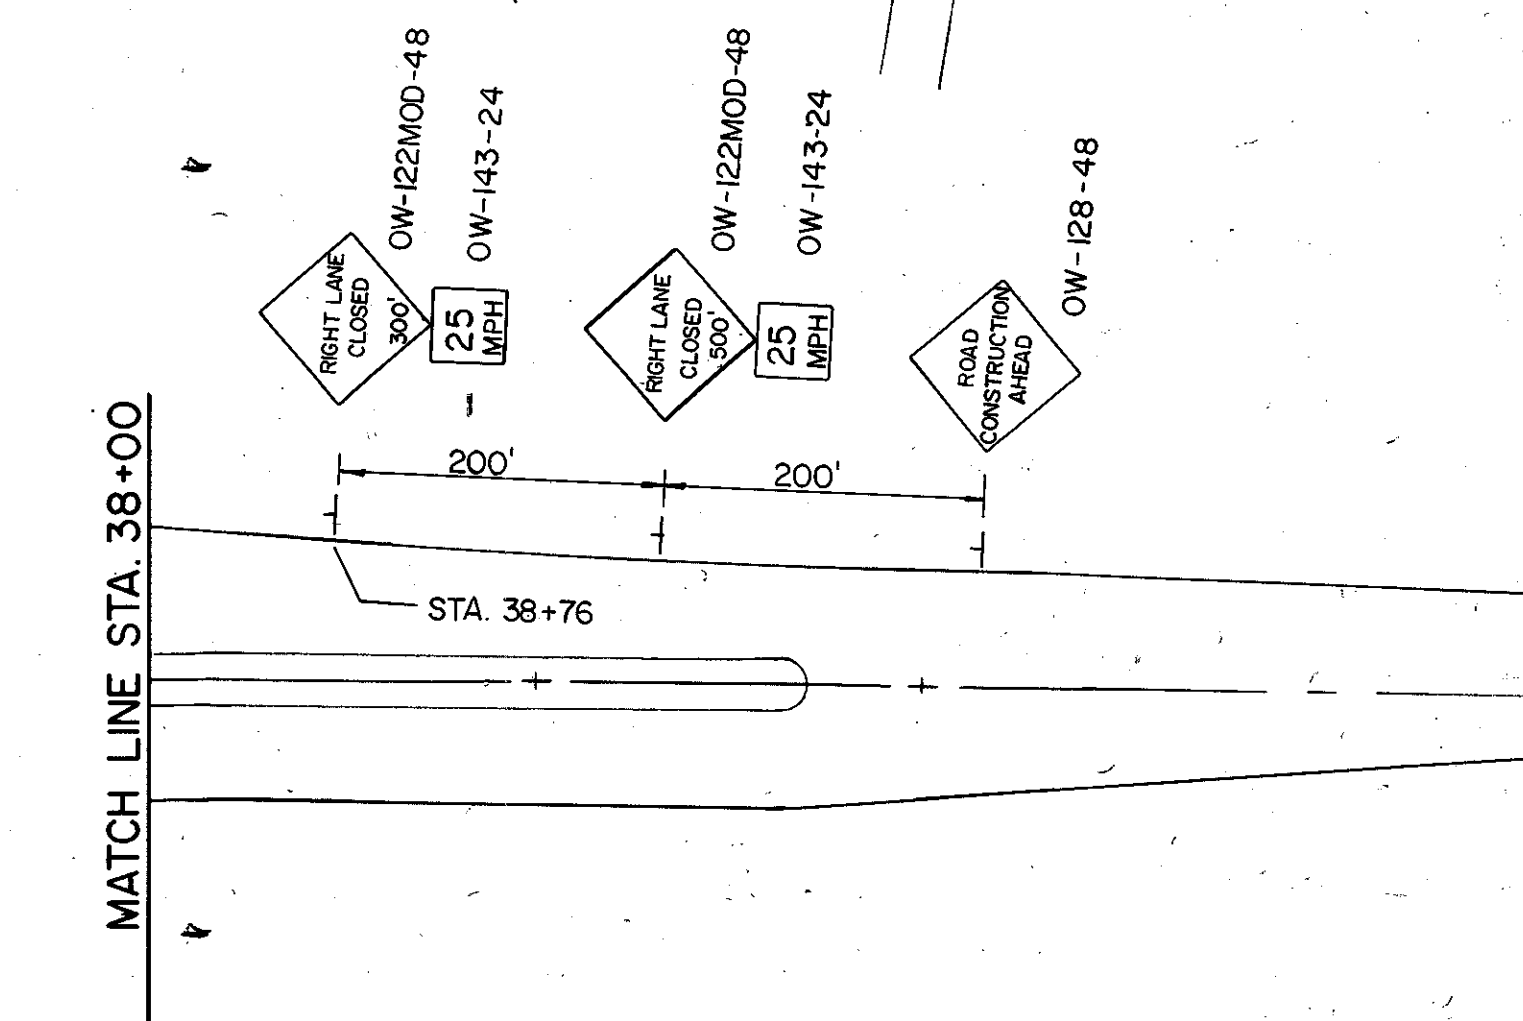 MATCH LINE STA. 38+00
RIGHT LANE
CLOSED
300'
OW-122MOD-48
25
MPH
OW-143-24
RIGHT LANE
CLOSED
500'
OW-122MOD-48
25
MPH
OW-143-24
ROAD
CONSTRUCTION
AHEAD
OW-128-48
200'
200'
STA. 38+76